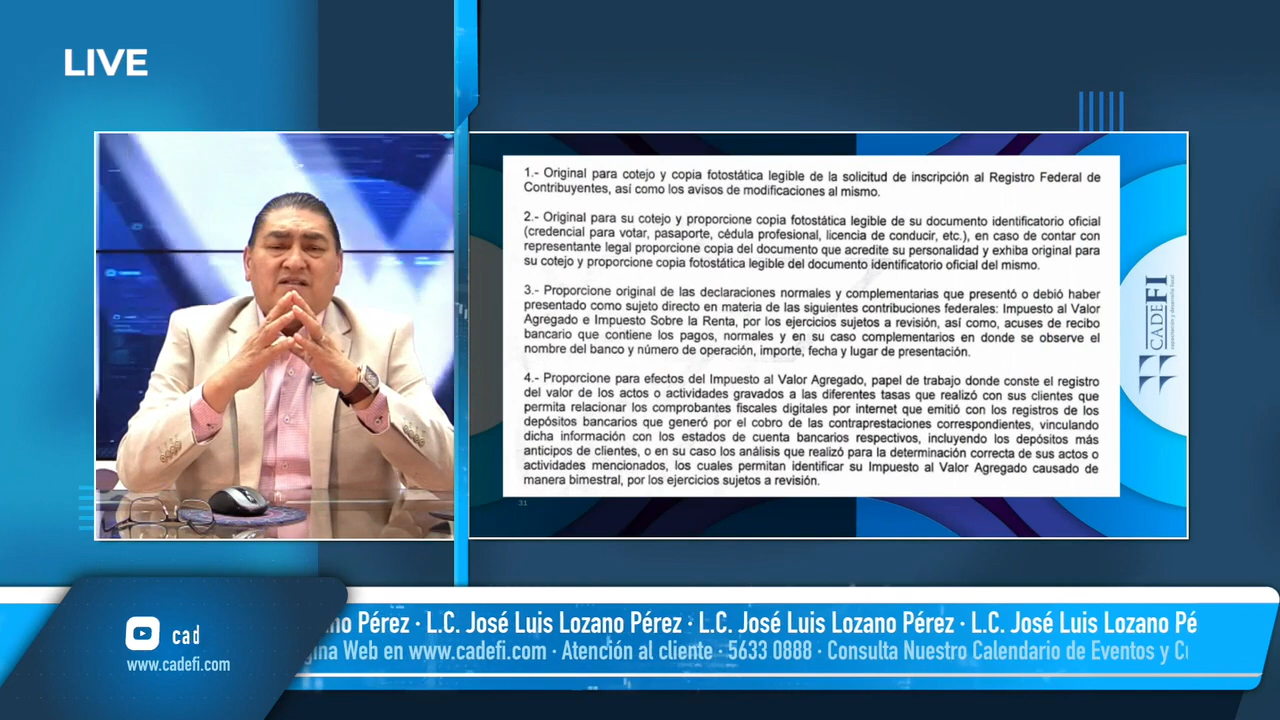 LIVE
1.- Original para cotejo y copia fotostática legible de la solicitud de inscripción al Registro Federal de
Contribuyentes, así como los avisos de modificaciones al mismo.
2.- Original para su cotejo y proporcione copia fotostática legible de su documento identificatorio oficial
(credencial para votar, pasaporte, cédula profesional, licencia de conducir, etc.), en caso de contar con
representante legal proporcione copia del documento que acredite su personalidad y exhiba original para
su cotejo y proporcione copia fotostática legible del documento identificatorio oficial del mismo.
3.- Proporcione original de las declaraciones normales y complementarias que presentó o debió haber
presentado como sujeto directo en materia de las siguientes contribuciones federales: Impuesto al Valor
Agregado e Impuesto Sobre la Renta, por los ejercicios sujetos a revisión, así como, acuses de recibo
bancario que contiene los pagos, normales y en su caso complementarios en donde se observe el
nombre del banco y número de operación, importe, fecha y lugar de presentación.
4.- Proporcione para efectos del Impuesto al Valor Agregado, papel de trabajo donde conste el registro
del valor de los actos o actividades gravados a las diferentes tasas que realizó con sus clientes que
permita relacionar los comprobantes fiscales digitales por internet que emitió con los registros de los
depósitos bancarios que generó por el cobro de las contraprestaciones correspondientes, vinculando
dicha información con los estados de cuenta bancarios respectivos, incluyendo los depósitos más
anticipos de clientes, o en su caso los análisis que realizó para la determinación correcta de sus actos o
actividades mencionados, los cuales permitan identificar su Impuesto al Valor Agregado causado de
manera bimestral, por los ejercicios sujetos a revisión.
31
CADEFI
cad
www.cadefi.com
no Pérez · L.C. José Luis Lozano Pérez · L.C. José Luis Lozano Pérez · L.C. José Luis Lozano Pé
gina Web en www.cadefi.com · Atención al cliente · 5633 0888 · Consulta Nuestro Calendario de Eventos y C